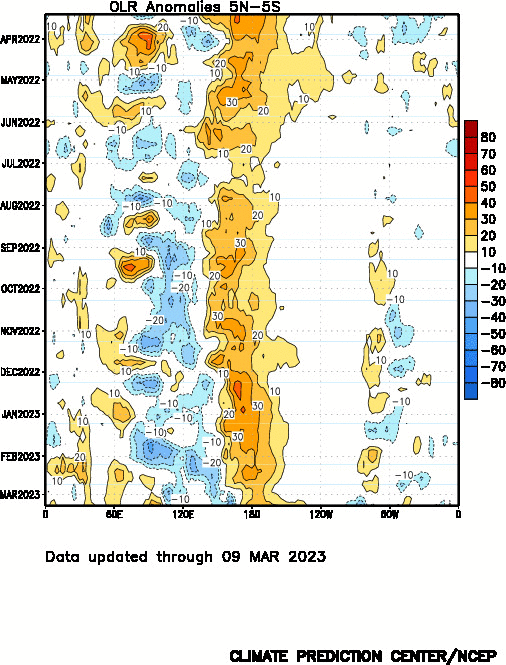 OLR Anomalies 5N-5S
APR2022
MAY2022
JUN2022
JUL2022
AUG2022
SEP2022
OCT2022
NOV2022
DEC2022
JAN2023
FEB2023
MAR2023
0 60E 120E 180 120W 60W 0
80
70
60
50
40
30
20
10
-10
-20
-30
-40
-50
-60
-70
-80
Data updated through 09 MAR 2023
CLIMATE PREDICTION CENTER/NCEP